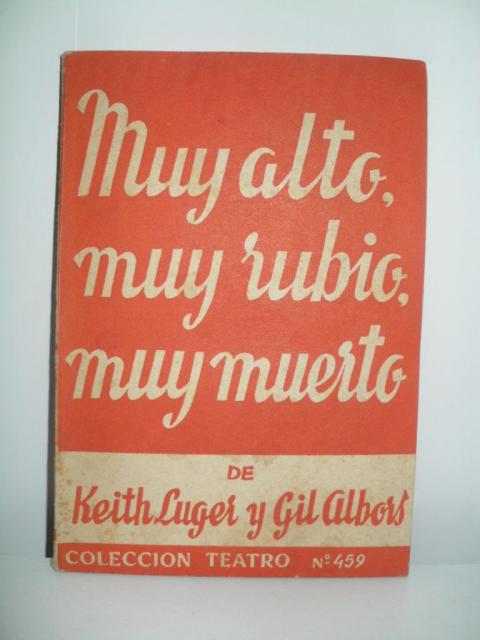 Muy alto,
muy rubio,
muy muerto
DE
Keith Luger y Gil Albors
COLECCION TEATRO Nº 459